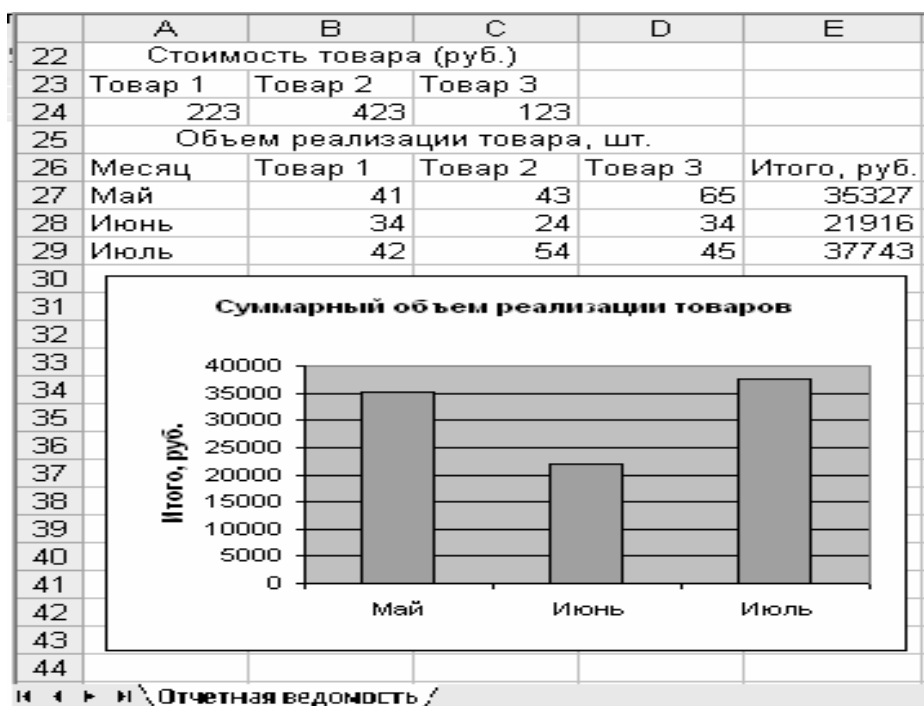 A B C D E
22 Стоимость товара (руб.)
23 Товар 1 Товар 2 Товар 3
24 223 423 123
25 Объем реализации товара, шт.
26 Месяц Товар 1 Товар 2 Товар 3 Итого, руб.
27 Май 41 43 65 35327
28 Июнь 34 24 34 21916
29 Июль 42 54 45 37743
30
31 Суммарный объем реализации товаров
32
33 40000
34 35000
35 30000
36 25000
37 20000
38 15000
39 10000
40 5000
41 0
42 Май Июнь Июль
43
44
Итого, руб.
Отчетная ведомость